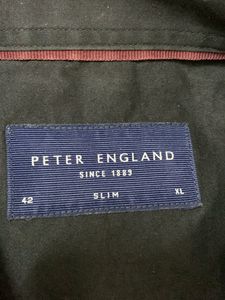 PETER ENGLAND
SINCE 1889
SLIM
42 XL